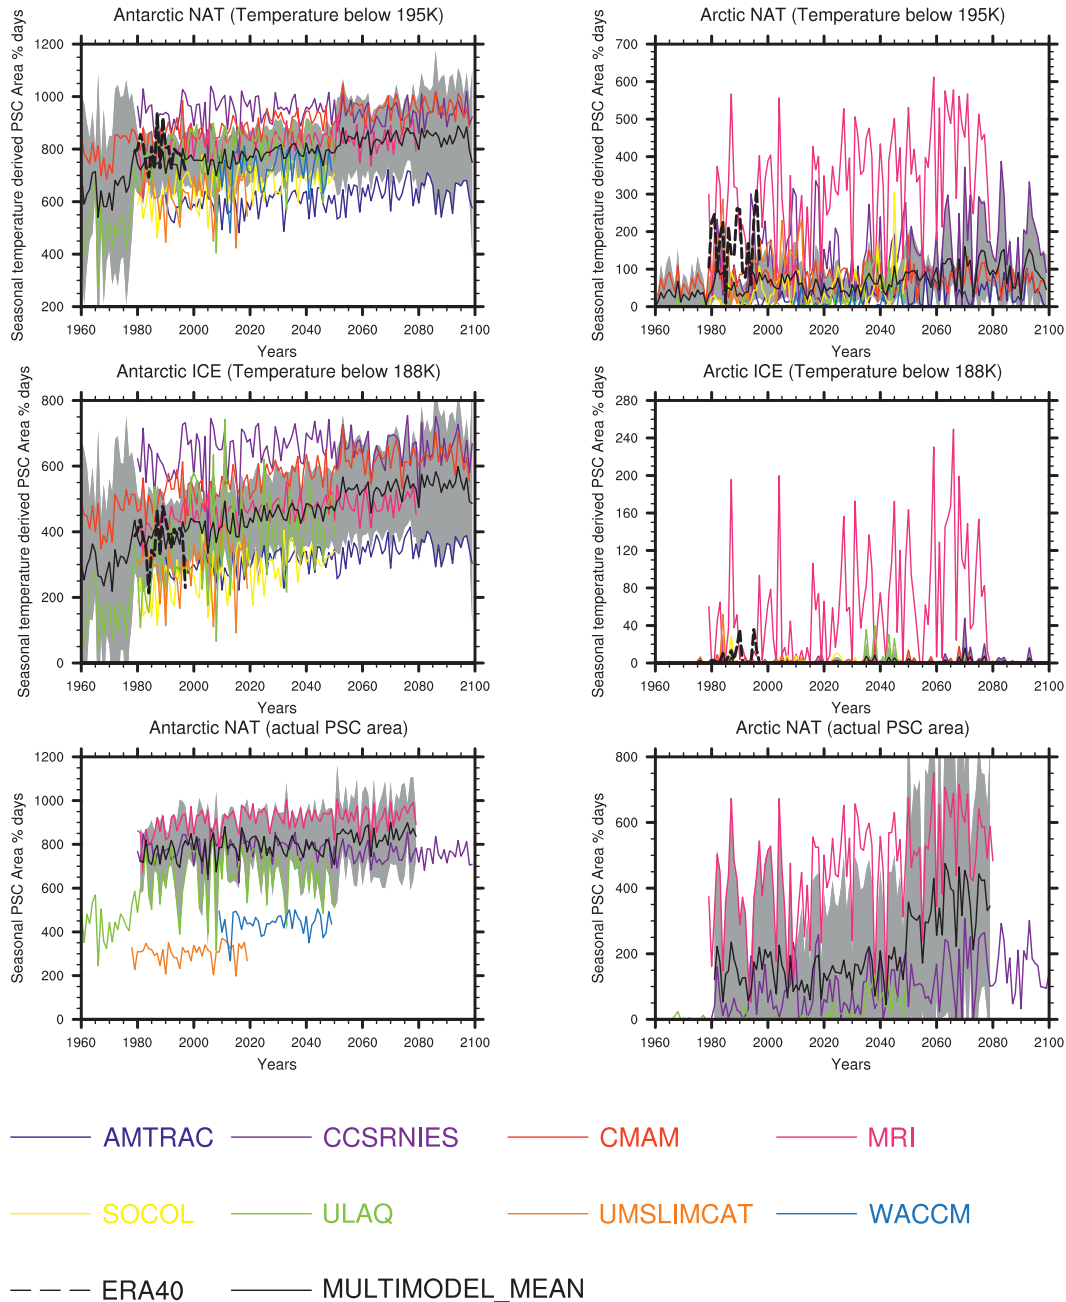 Antarctic NAT (Temperature below 195K)
Seasonal temperature derived PSC Area % days
1200
1000
800
600
400
200
1960 1980 2000 2020 2040 2060 2080 2100
Years
Arctic NAT (Temperature below 195K)
Seasonal temperature derived PSC Area % days
700
600
500
400
300
200
100
0
1960 1980 2000 2020 2040 2060 2080 2100
Years
Antarctic ICE (Temperature below 188K)
Seasonal temperature derived PSC Area % days
800
600
400
200
0
1960 1980 2000 2020 2040 2060 2080 2100
Years
Arctic ICE (Temperature below 188K)
Seasonal temperature derived PSC Area % days
280
240
200
160
120
80
40
0
1960 1980 2000 2020 2040 2060 2080 2100
Years
Antarctic NAT (actual PSC area)
Seasonal PSC Area % days
1200
1000
800
600
400
200
0
1960 1980 2000 2020 2040 2060 2080 2100
Years
Arctic NAT (actual PSC area)
Seasonal PSC Area % days
800
600
400
200
0
1960 1980 2000 2020 2040 2060 2080 2100
Years
AMTRAC CCSRNIES CMAM MRI
SOCOL ULAQ UMSLIMCAT WACCM
ERA40 MULTIMODEL_MEAN